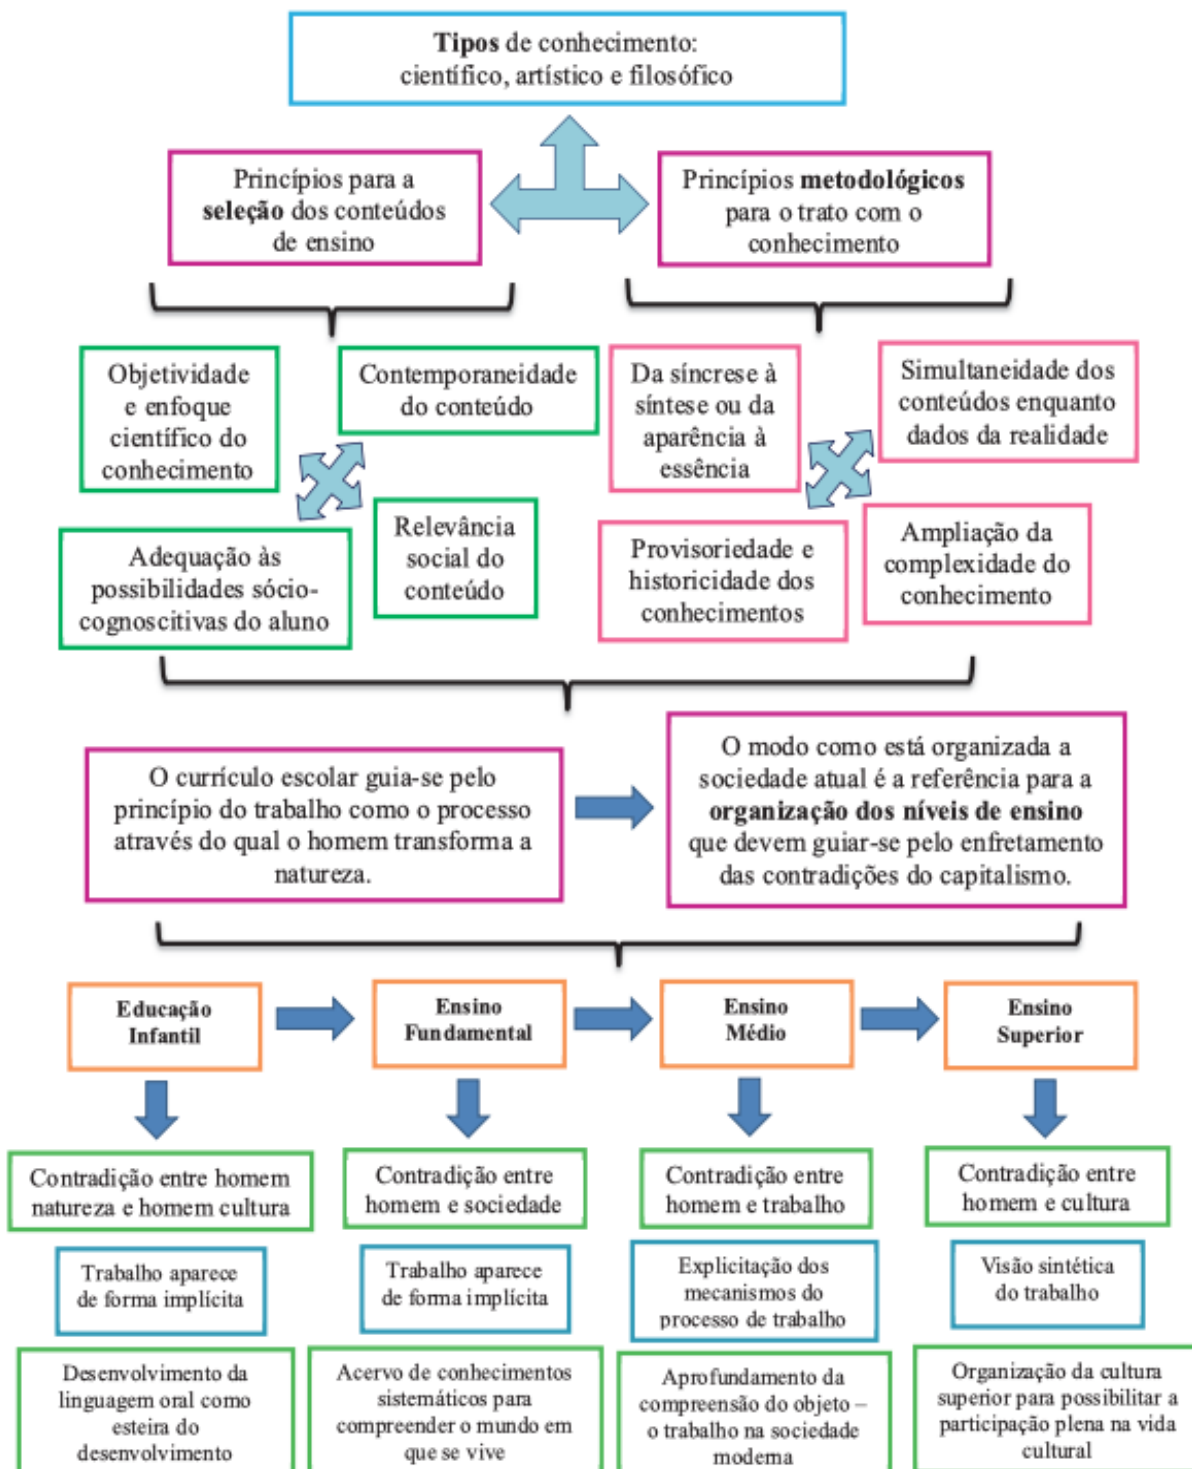 Tipos de conhecimento:
científico, artístico e filosófico
Princípios para a
seleção dos conteúdos
de ensino
Princípios metodológicos
para o trato com o
conhecimento
Objetividade
e enfoque
científico do
conhecimento
Contemporaneidade
do conteúdo
Adequação às
possibilidades sócio-
cognoscitivas do aluno
Relevância
social do
conteúdo
Da síncrese à
síntese ou da
aparência à
essência
Simultaneidade dos
conteúdos enquanto
dados da realidade
Provisoriedade e
historicidade dos
conhecimentos
Ampliação da
complexidade do
conhecimento
O currículo escolar guia-se pelo
princípio do trabalho como o processo
através do qual o homem transforma a
natureza.
O modo como está organizada a
sociedade atual é a referência para a
organização dos níveis de ensino
que devem guiar-se pelo enfretamento
das contradições do capitalismo.
Educação
Infantil
Ensino
Fundamental
Ensino
Médio
Ensino
Superior
Contradição entre homem
natureza e homem cultura
Contradição entre
homem e sociedade
Contradição entre
homem e trabalho
Contradição entre
homem e cultura
Trabalho aparece
de forma implícita
Trabalho aparece
de forma implícita
Explicitação dos
mecanismos do
processo de trabalho
Visão sintética
do trabalho
Desenvolvimento da
linguagem oral como
esteira do
desenvolvimento
Acervo de conhecimentos
sistemáticos para
compreender o mundo em
que se vive
Aprofundamento da
compreensão do objeto –
o trabalho na sociedade
moderna
Organização da cultura
superior para possibilitar a
participação plena na vida
cultural